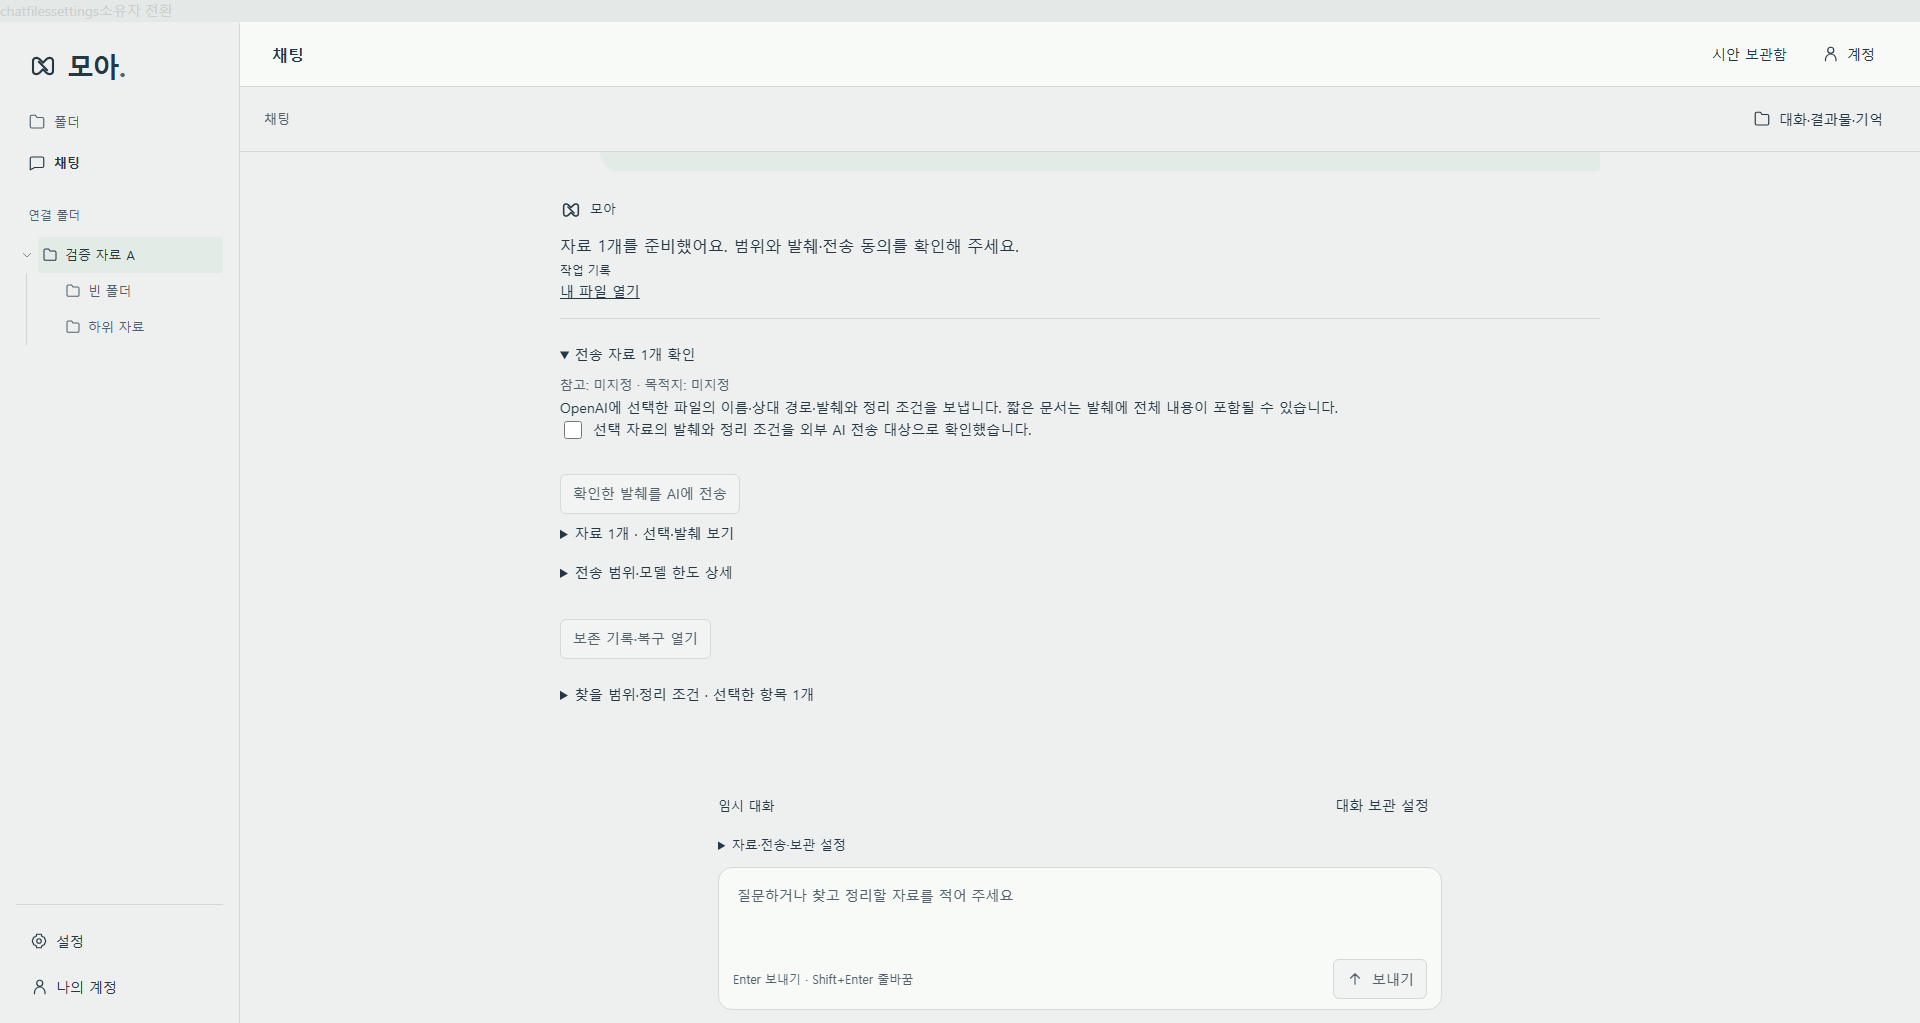 chatfilessettings소유자 전환
모아.
폴더
채팅
연결 폴더
검증 자료 A
빈 폴더
하위 자료
설정
나의 계정
채팅
시안 보관함
계정
채팅
대화·결과물·기억
모아
자료 1개를 준비했어요. 범위와 발췌·전송 동의를 확인해 주세요.
작업 기록
내 파일 열기
전송 자료 1개 확인
참고: 미지정 · 목적지: 미지정
OpenAI에 선택한 파일의 이름·상대 경로·발췌와 정리 조건을 보냅니다. 짧은 문서는 발췌에 전체 내용이 포함될 수 있습니다.
선택 자료의 발췌와 정리 조건을 외부 AI 전송 대상으로 확인했습니다.
확인한 발췌를 AI에 전송
자료 1개 · 선택·발췌 보기
전송 범위·모델 한도 상세
보존 기록·복구 열기
찾을 범위·정리 조건 · 선택한 항목 1개
임시 대화
대화 보관 설정
자료·전송·보관 설정
질문하거나 찾고 정리할 자료를 적어 주세요
Enter 보내기 · Shift+Enter 줄바꿈
보내기